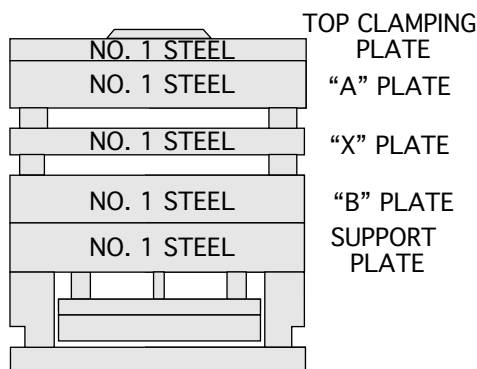 TOP CLAMPING
PLATE
NO. 1 STEEL
NO. 1 STEEL
“A” PLATE
NO. 1 STEEL
“X” PLATE
NO. 1 STEEL
“B” PLATE
NO. 1 STEEL
SUPPORT
PLATE